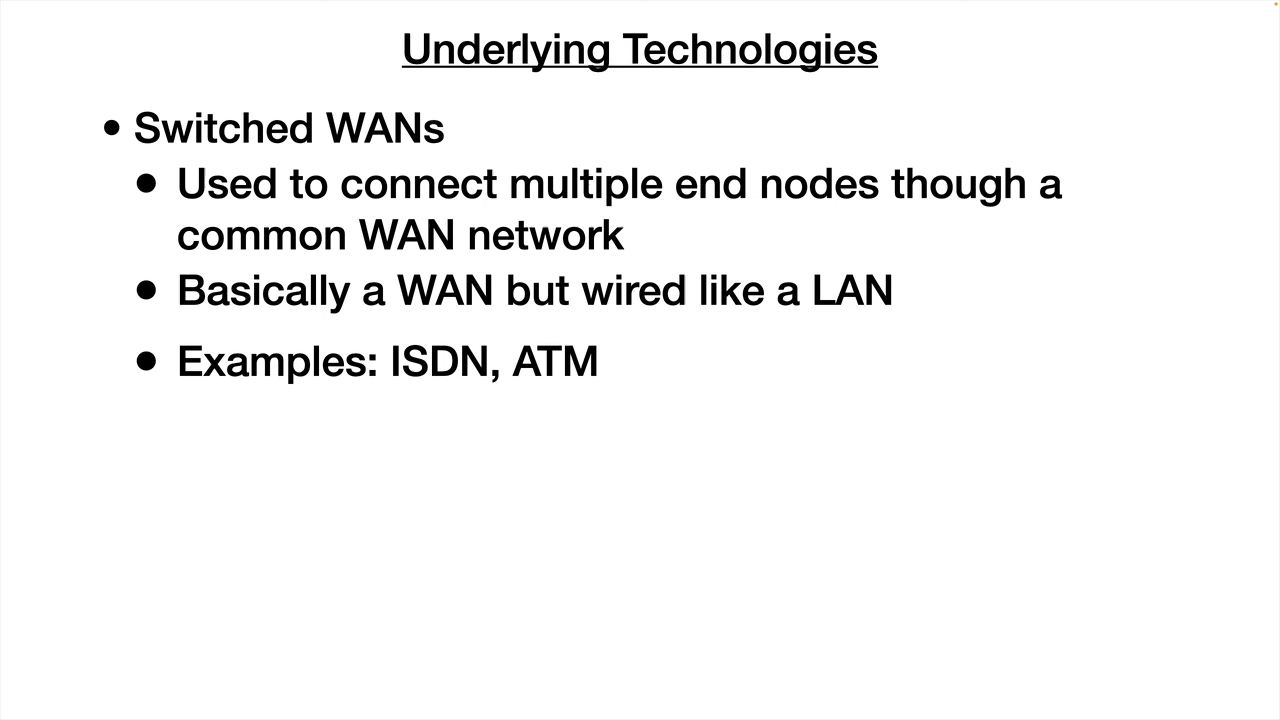 Underlying Technologies
• Switched WANs
• Used to connect multiple end nodes though a
common WAN network
• Basically a WAN but wired like a LAN
• Examples: ISDN, ATM